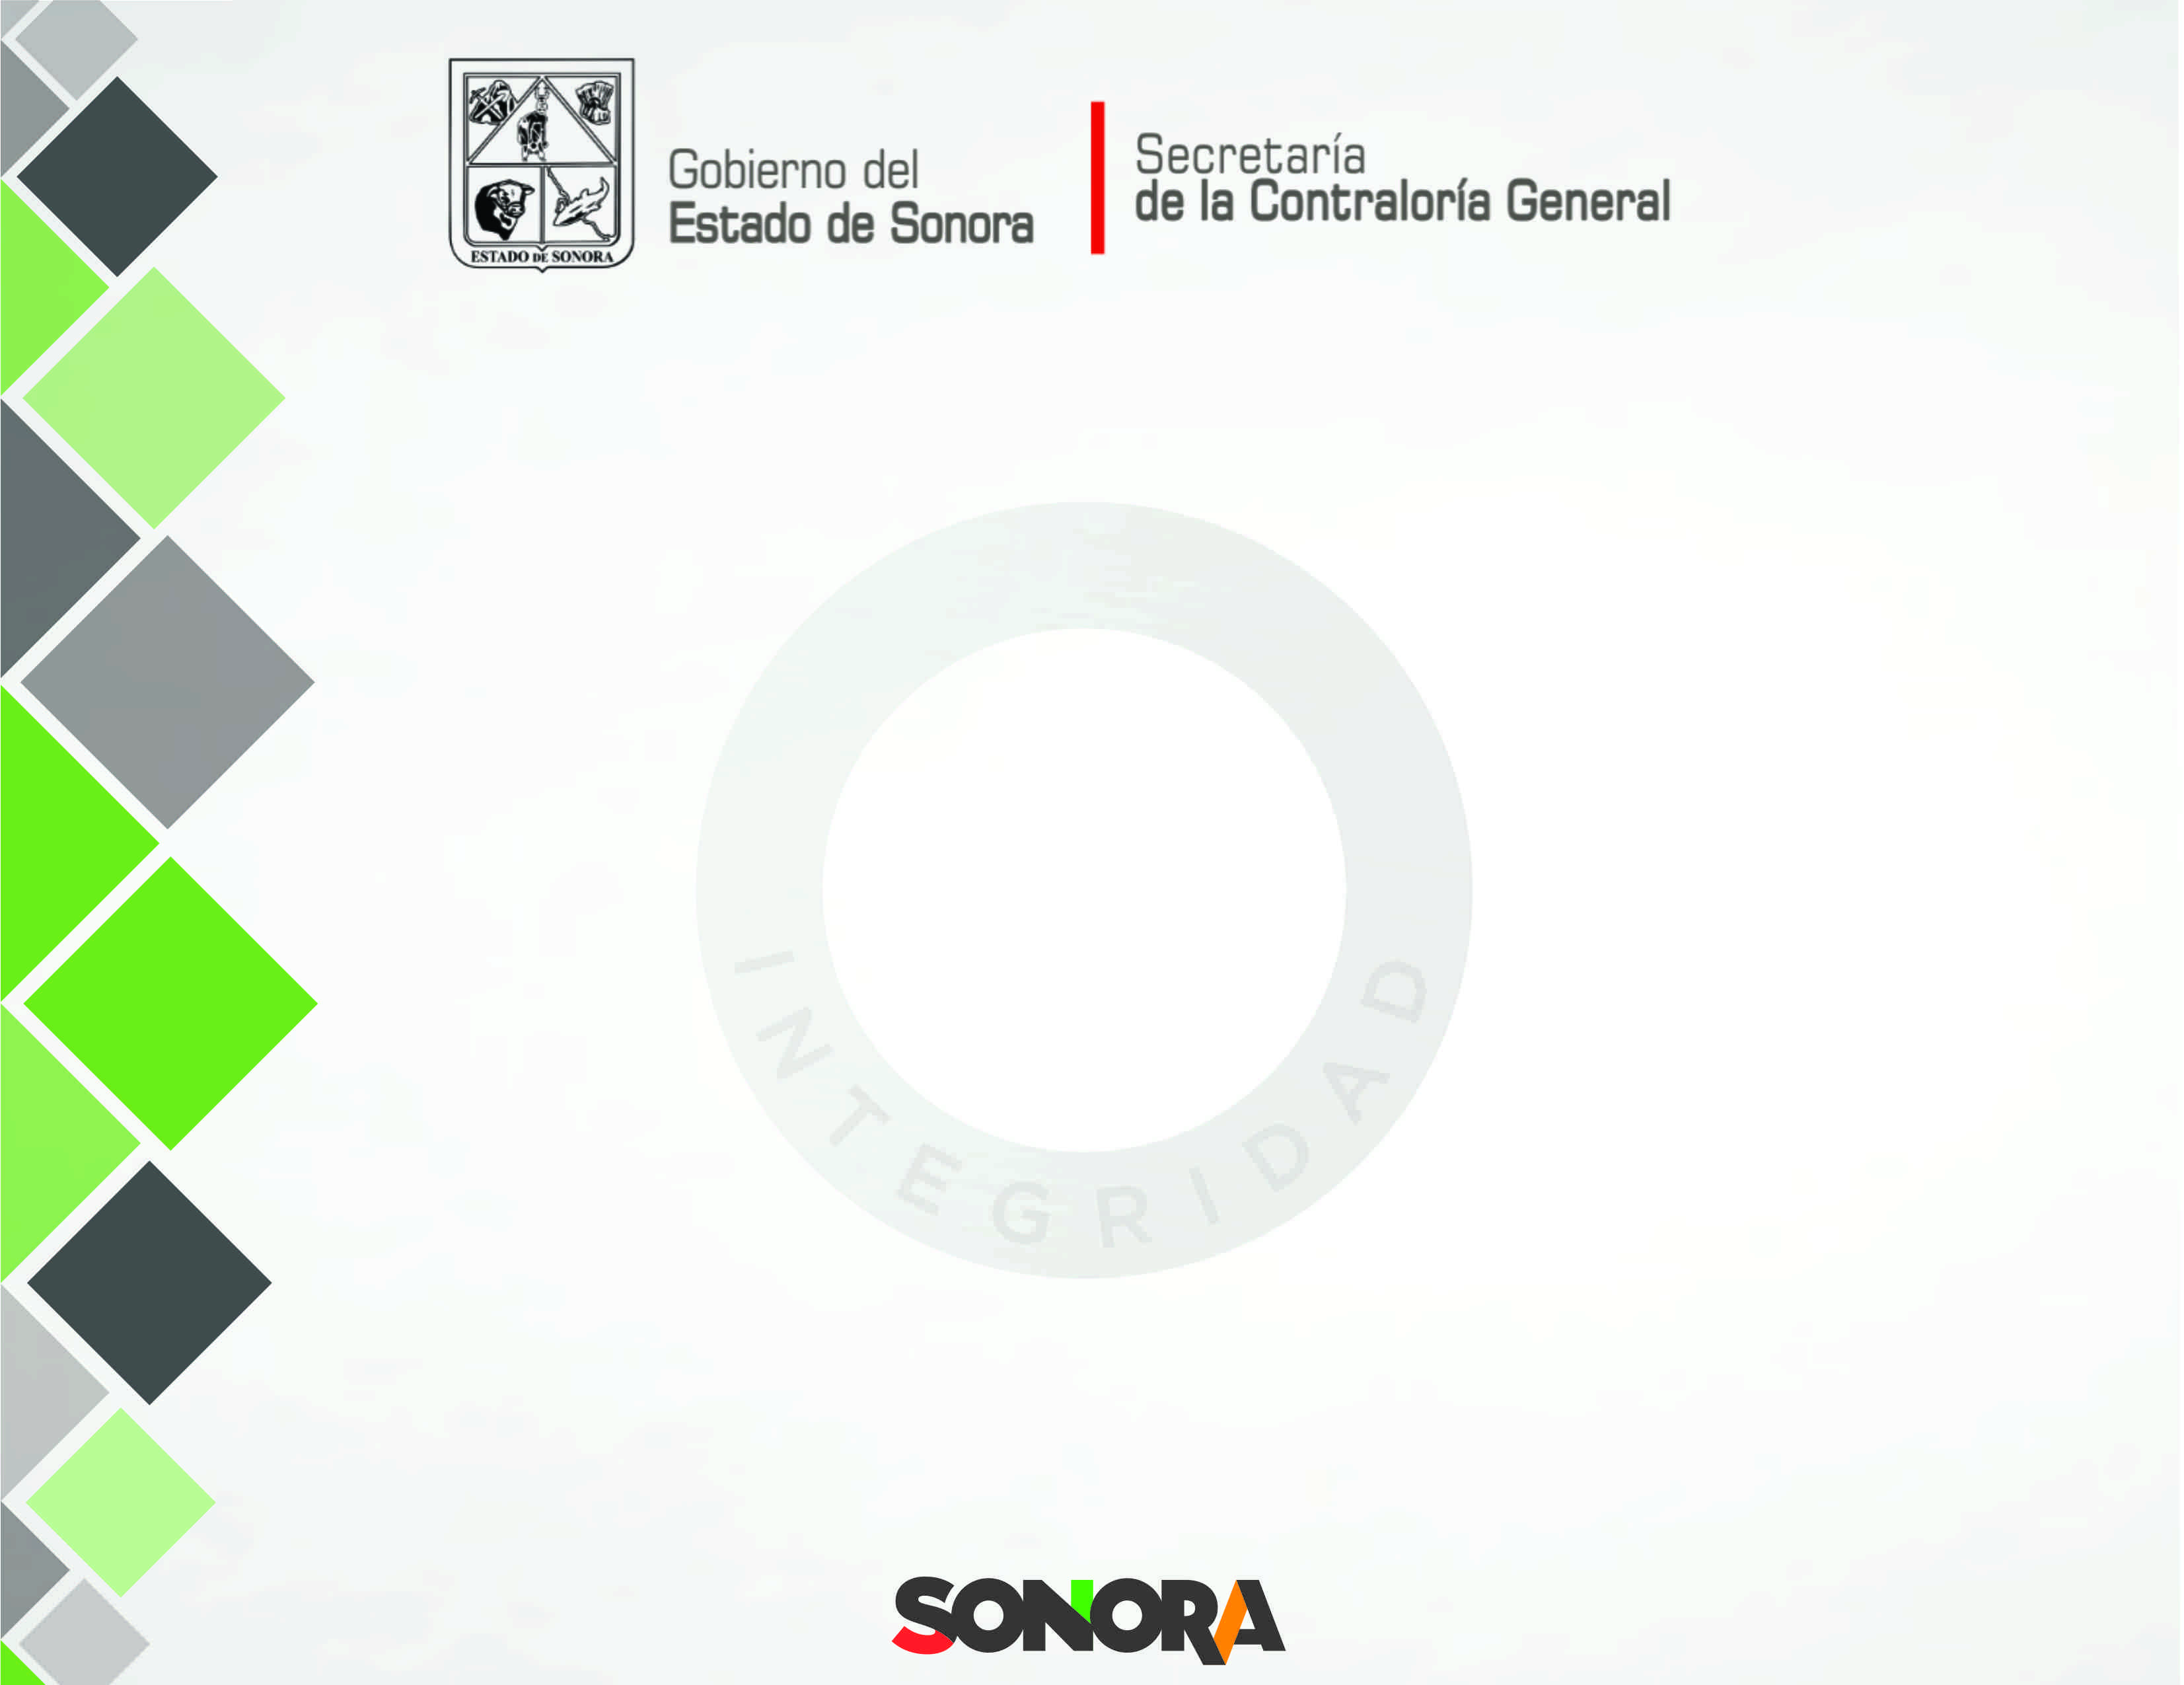 ESTADO DE SONORA
Gobierno del
Estado de Sonora
Secretaría
de la Contraloría General
INTEGRIDAD
SONORA